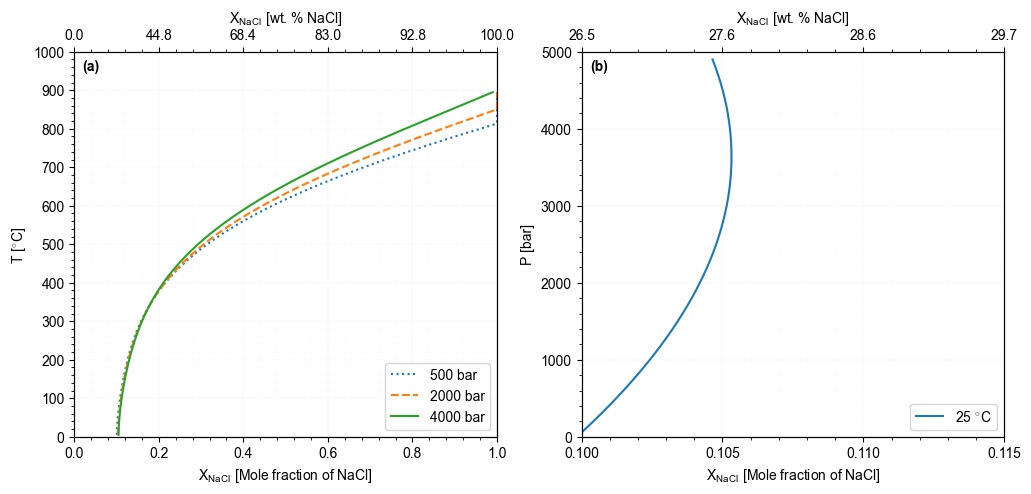 X_NaCl [wt. % NaCl]
0.0 44.8 68.4 83.0 92.8 100.0
(a)
1000
900
800
700
600
500
400
300
200
100
0
T [°C]
500 bar
2000 bar
4000 bar
0.0 0.2 0.4 0.6 0.8 1.0
X_NaCl [Mole fraction of NaCl]
X_NaCl [wt. % NaCl]
26.5 27.6 28.6 29.7
(b)
5000
4000
3000
2000
1000
0
P [bar]
25 °C
0.100 0.105 0.110 0.115
X_NaCl [Mole fraction of NaCl]